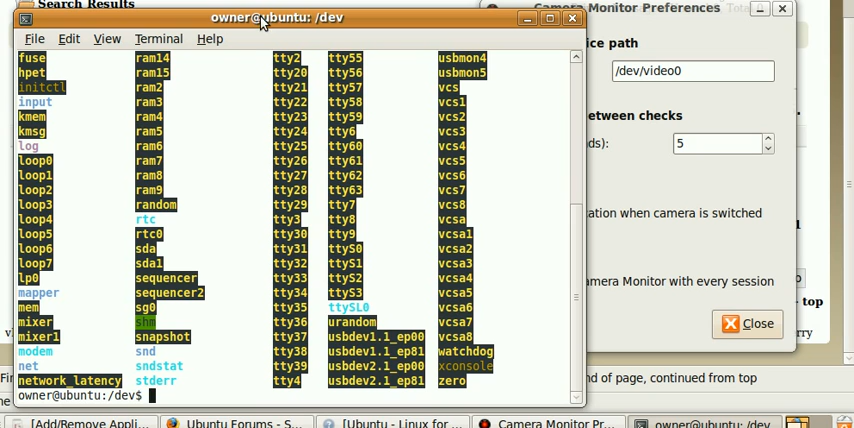 Search Results
owner@ubuntu: /dev
File Edit View Terminal Help
fuse ram14 tty2 tty55 usbmon4
hpet ram15 tty20 tty56 usbmon5
initctl ram2 tty21 tty57 vcs
input ram3 tty22 tty58 vcs1
kmem ram4 tty23 tty59 vcs2
kmsg ram5 tty24 tty6 vcs3
log ram6 tty25 tty60 vcs4
loop0 ram7 tty26 tty61 vcs5
loop1 ram8 tty27 tty62 vcs6
loop2 ram9 tty28 tty63 vcs7
loop3 random tty29 tty7 vcs8
loop4 rtc tty3 tty8 vcsa
loop5 rtc0 tty30 tty9 vcsa1
loop6 sda tty31 ttyS0 vcsa2
loop7 sda1 tty32 ttyS1 vcsa3
lp0 sequencer tty33 ttyS2 vcsa4
mapper sequencer2 tty34 ttyS3 vcsa5
mem sg0 tty35 ttySL0 vcsa6
mixer shm tty36 urandom vcsa7
mixer1 snapshot tty37 usbdev1.1_ep00 vcsa8
modem snd tty38 usbdev1.1_ep81 watchdog
net sndstat tty39 usbdev2.1_ep00 xconsole
network_latency stderr tty4 usbdev2.1_ep81 zero
owner@ubuntu:/dev$
Camera Monitor Preferences
ice path
/dev/video0
etween checks
ds): 5
ation when camera is switched
amera Monitor with every session
Close
top
rry
nd of page, continued from top
[Add/Remove Appli... Ubuntu Forums - S... [Ubuntu - Linux for ... Camera Monitor Pr... owner@ubuntu: /dev